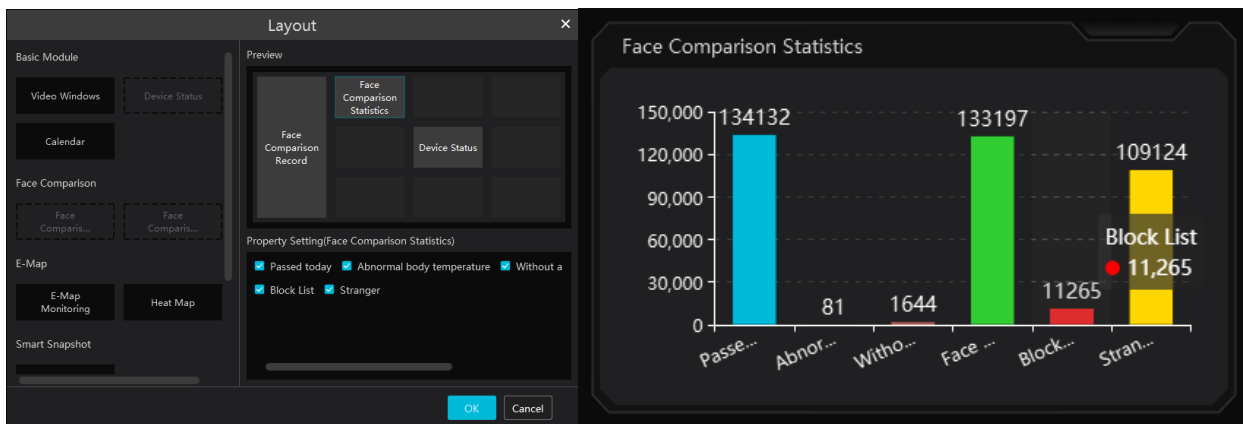 Layout
×
Basic Module
Video Windows
Device Status
Calendar
Face Comparison
Face
Comparis...
Face
Comparis...
E-Map
E-Map
Monitoring
Heat Map
Smart Snapshot
Preview
Face
Comparison
Record
Face
Comparison
Statistics
Device Status
Property Setting(Face Comparison Statistics)
Passed today Abnormal body temperature Without a
Block List Stranger
OK Cancel
Face Comparison Statistics
150,000
120,000
90,000
60,000
30,000
0
134132
81
1644
133197
11265
109124
Block List
11,265
Passe...
Abnor...
Witho...
Face ...
Block...
Stran...